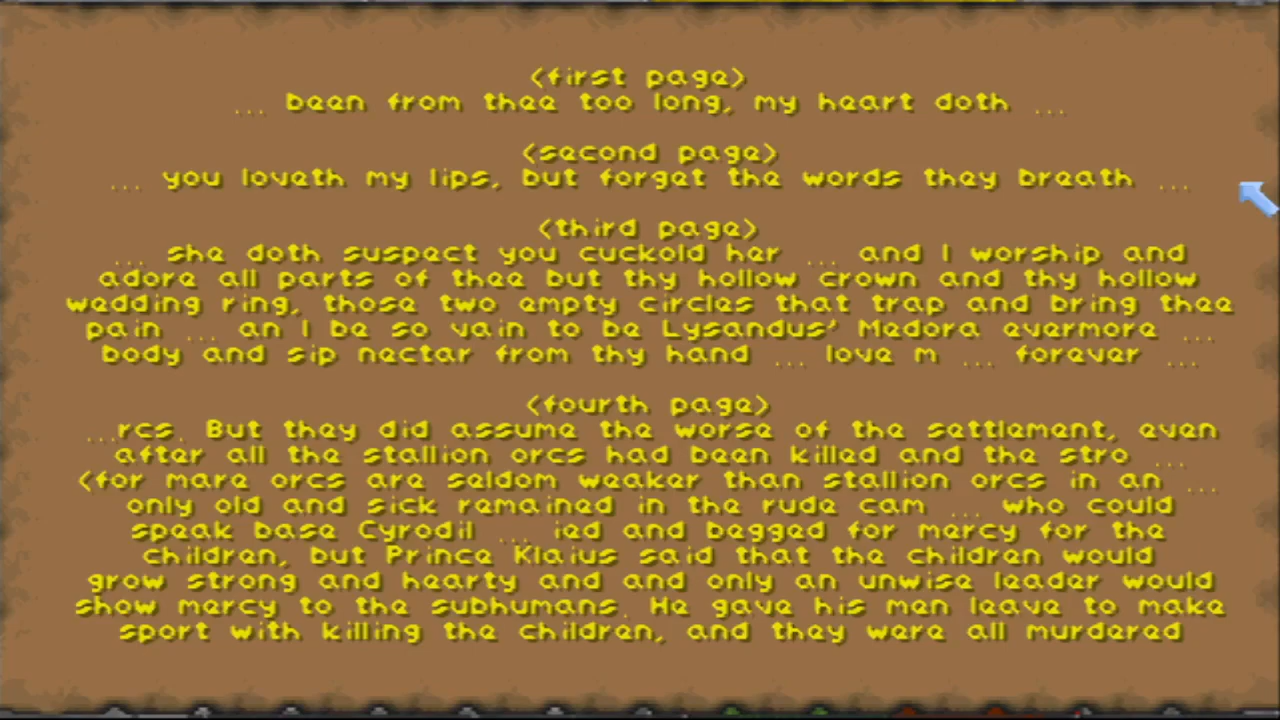 (first page)
... been from thee too long, my heart doth ...
(second page)
... you loveth my lips, but forget the words they breath ...
(third page)
... she doth suspect you cuckold her ... and I worship and
adore all parts of thee but thy hollow crown and thy hollow
wedding ring, those two empty circles that trap and bring thee
pain ... an I be so vain to be Lysandus' Medora evermore ...
body and sip nectar from thy hand ... love m ... forever ...
(fourth page)
...rcs. But they did assume the worse of the settlement, even
after all the stallion orcs had been killed and the stro ...
(for mare orcs are seldom weaker than stallion orcs in an ...
only old and sick remained in the rude cam ... who could
speak base Cyrodil ... ied and begged for mercy for the
children, but Prince Klaius said that the children would
grow strong and hearty and and only an unwise leader would
show mercy to the subhumans. He gave his men leave to make
sport with killing the children, and they were all murdered